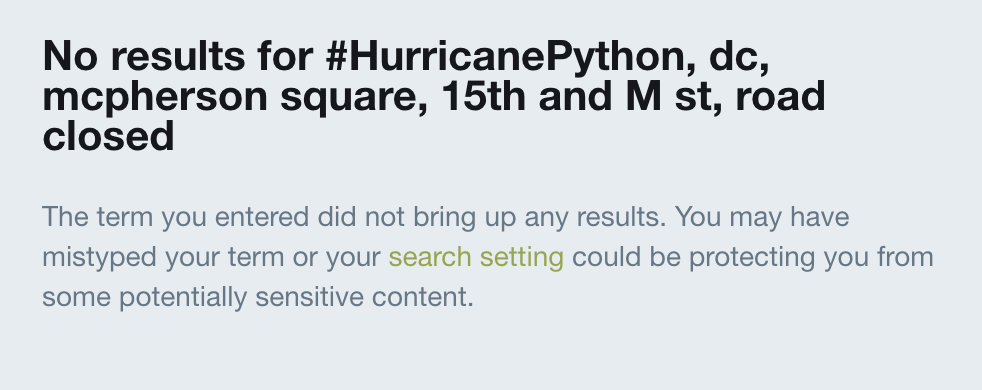 No results for #HurricanePython, dc,
mcpherson square, 15th and M st, road
closed
The term you entered did not bring up any results. You may have
mistyped your term or your search setting could be protecting you from
some potentially sensitive content.